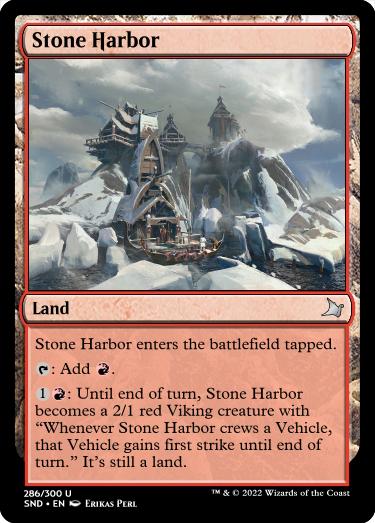 Stone Harbor
Land
Stone Harbor enters the battlefield tapped.
: Add .
1 : Until end of turn, Stone Harbor
becomes a 2/1 red Viking creature with
“Whenever Stone Harbor crews a Vehicle,
that Vehicle gains first strike until end of
turn.” It’s still a land.
286/300 U
SND • EN Erikas Perl
™ & © 2022 Wizards of the Coast